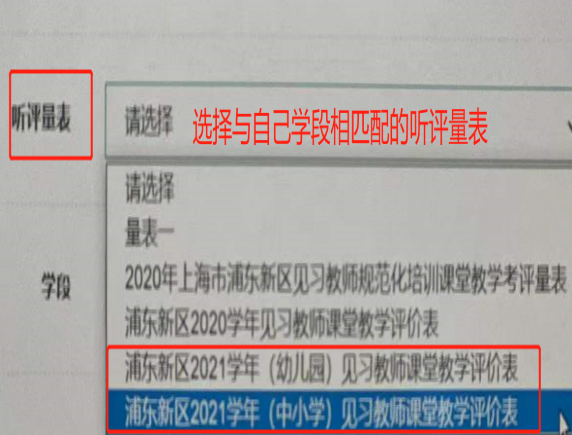 听评量表
请选择 选择与自己学段相匹配的听评量表
请选择
量表一
学段
2020年上海市浦东新区见习教师规范化培训课堂教学考评量表
浦东新区2020学年见习教师课堂教学评价表
浦东新区2021学年（幼儿园）见习教师课堂教学评价表
浦东新区2021学年（中小学）见习教师课堂教学评价表